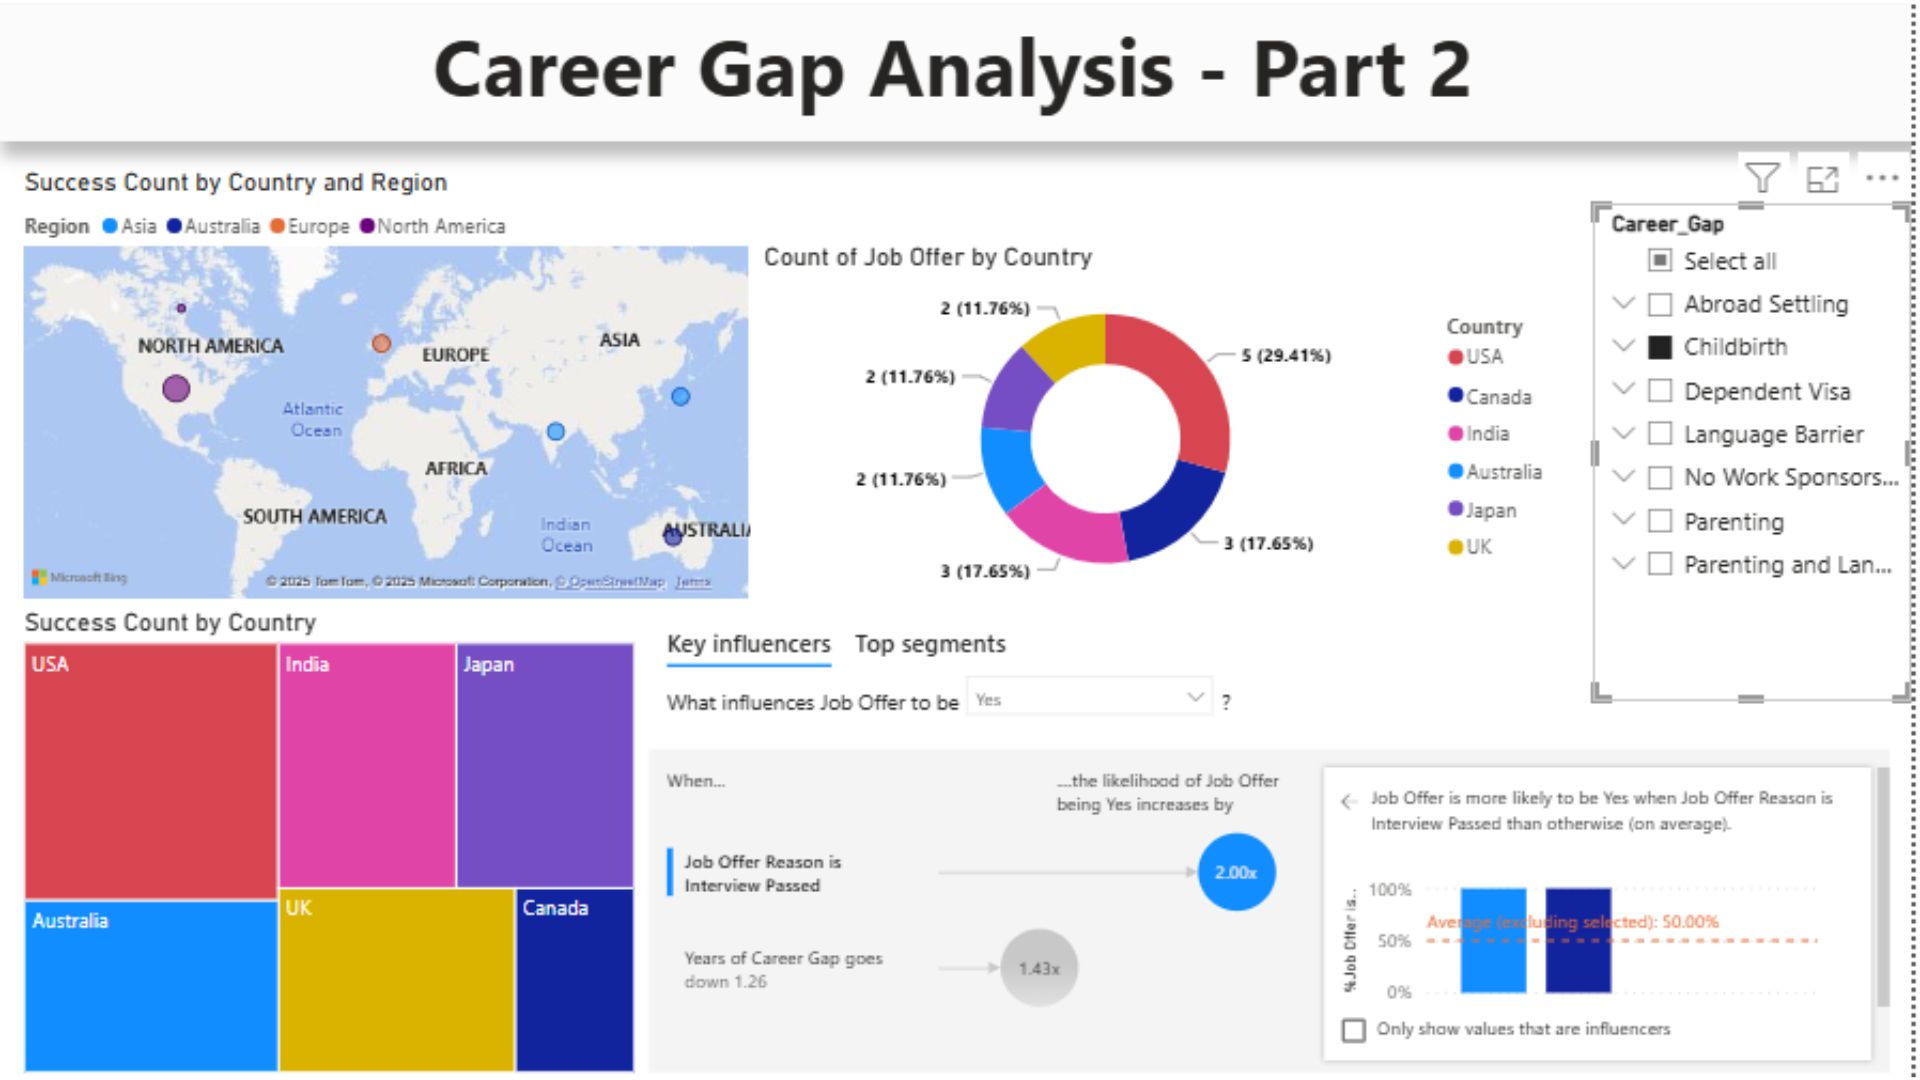 Career Gap Analysis - Part 2
Success Count by Country and Region
Region Asia Australia Europe North America
NORTH AMERICA
EUROPE
ASIA
Atlantic
Ocean
AFRICA
SOUTH AMERICA
Indian
Ocean
AUSTRALIA
Microsoft Bing
© 2025 TomTom, © 2025 Microsoft Corporation, © OpenStreetMap Terms
Count of Job Offer by Country
2 (11.76%)
5 (29.41%)
2 (11.76%)
2 (11.76%)
3 (17.65%)
3 (17.65%)
Country
USA
Canada
India
Australia
Japan
UK
Career_Gap
Select all
Abroad Settling
Childbirth
Dependent Visa
Language Barrier
No Work Sponsors...
Parenting
Parenting and Lan...
Success Count by Country
USA
India
Japan
Australia
UK
Canada
Key influencers Top segments
What influences Job Offer to be Yes ?
When...
....the likelihood of Job Offer
being Yes increases by
Job Offer Reason is
Interview Passed
2.00x
Years of Career Gap goes
down 1.26
1.43x
Job Offer is more likely to be Yes when Job Offer Reason is
Interview Passed than otherwise (on average).
%Job Offer is..
100%
Average (excluding selected): 50.00%
50%
0%
Only show values that are influencers